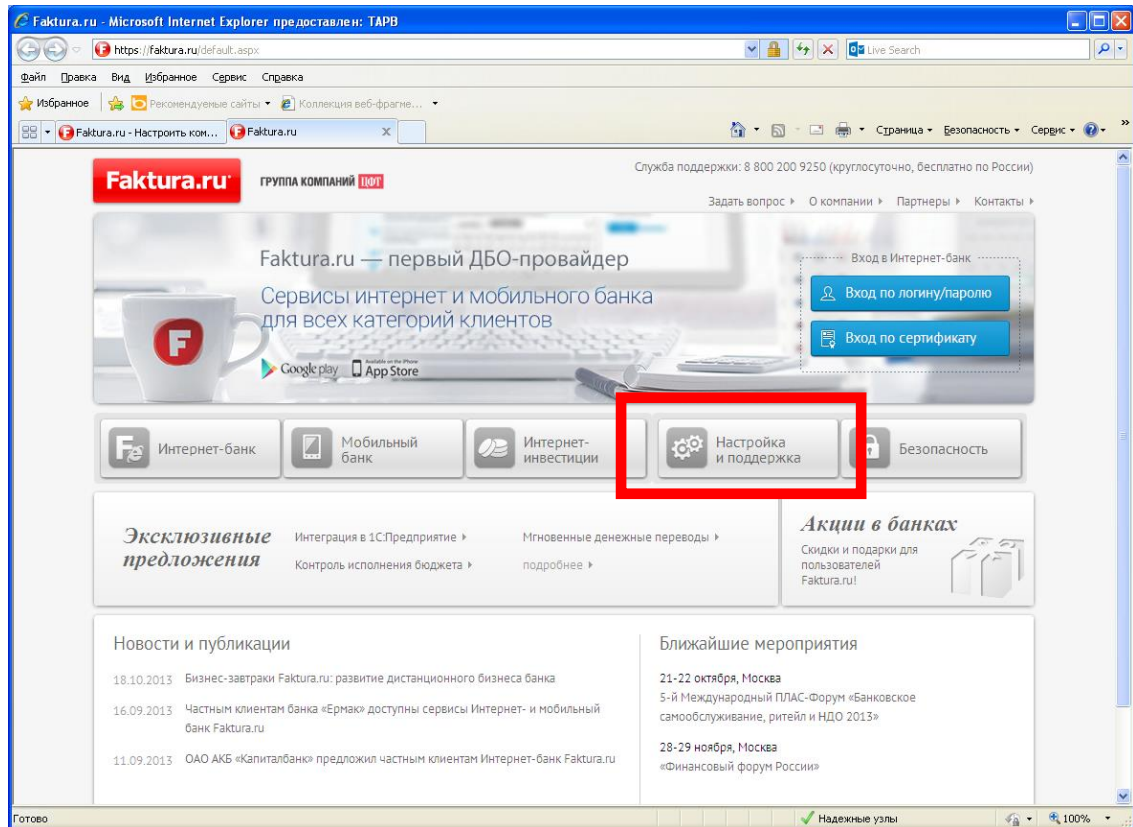 Faktura.ru - Microsoft Internet Explorer предоставлен: ТАРВ
https://faktura.ru/default.aspx
Live Search
Файл Правка Вид Избранное Сервис Справка
Избранное Рекомендуемые сайты Коллекция веб-фрагме...
Faktura.ru - Настроить ком... Faktura.ru X Страница Безопасность Сервис »
Faktura.ru ГРУППА КОМПАНИЙ ЦФТ
Служба поддержки: 8 800 200 9250 (круглосуточно, бесплатно по России)
Задать вопрос О компании Партнеры Контакты
Faktura.ru — первый ДБО-провайдер
Сервисы интернет и мобильного банка
для всех категорий клиентов
Google play
Available on the iPhone
App Store
Вход в Интернет-банк
Вход по логину/паролю
Вход по сертификату
F
Интернет-банк
Мобильный
банк
Интернет-
инвестиции
Настройка
и поддержка
Безопасность
Эксклюзивные
предложения
Интеграция в 1С:Предприятие
Мгновенные денежные переводы
Контроль исполнения бюджета
подробнее
Акции в банках
Скидки и подарки для
пользователей
Faktura.ru!
Новости и публикации
18.10.2013 Бизнес-завтраки Faktura.ru: развитие дистанционного бизнеса банка
16.09.2013 Частным клиентам банка «Ермак» доступны сервисы Интернет- и мобильный
банк Faktura.ru
11.09.2013 ОАО АКБ «Капиталбанк» предложил частным клиентам Интернет-банк Faktura.ru
Ближайшие мероприятия
21-22 октября, Москва
5-й Международный ПЛАС-Форум «Банковское
самообслуживание, ритейл и НДО 2013»
28-29 ноября, Москва
«Финансовый форум России»
Готово
Надежные узлы
100%